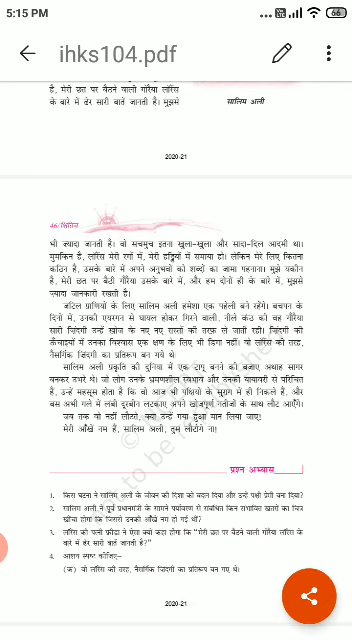 5:15 PM
66
ihks104.pdf
है, मेरी छत पर बैठने वाली गोरैया लॉरेंस
के बारे में ढेर सारी बातें जानती है। मुझसे
सालिम अली
2020-21
46/क्षितिज
भी ज़्यादा जानती है। वो सचमुच इतना खुला-खुला और सादा-दिल आदमी था।
मुमकिन है, लॉरेंस मेरी रगों में, मेरी हड्डियों में समाया हो। लेकिन मेरे लिए कितना
कठिन है, उसके बारे में अपने अनुभवों को शब्दों का जामा पहनाना। मुझे यकीन
है, मेरी छत पर बैठी गोरैया उसके बारे में, और हम दोनों ही के बारे में, मुझसे
ज़्यादा जानकारी रखती है।
जटिल प्राणियों के लिए सालिम अली हमेशा एक पहेली बने रहेंगे। बचपन के
दिनों में, उनकी एयरगन से घायल होकर गिरने वाली, नीले कंठ की वह गोरैया
सारी ज़िंदगी उन्हें खोज के नए नए रास्तों की तरफ़ ले जाती रही। ज़िंदगी की
ऊँचाइयों में उनका विश्वास एक क्षण के लिए भी डिगा नहीं। वो लॉरेंस की तरह,
नैसर्गिक ज़िंदगी का प्रतिरूप बन गये थे।
सालिम अली प्रकृति की दुनिया में एक टापू बनने की बजाए अथाह सागर
बनकर उभरे थे। जो लोग उनके भ्रमणशील स्वभाव और उनकी यायावरी से परिचित
हैं, उन्हें महसूस होता है कि वो आज भी पक्षियों के सुराग में ही निकले हैं, और
बस अभी गले में लंबी दूरबीन लटकाए अपने खोजपूर्ण नतीजों के साथ लौट आएँगे।
जब तक वो नहीं लौटते, क्या उन्हें गया हुआ मान लिया जाए!
मेरी आँखें नम हैं, सालिम अली, तुम लौटोगे ना!
प्रश्न-अभ्यास
1. किस घटना ने सालिम अली के जीवन की दिशा को बदल दिया और उन्हें पक्षी प्रेमी बना दिया?
2. सालिम अली ने पूर्व प्रधानमंत्री के सामने पर्यावरण से संबंधित किन संभावित खतरों का चित्र
खींचा होगा कि जिससे उनकी आँखें नम हो गई थीं?
3. लॉरेंस की पत्नी फ्रीडा ने ऐसा क्यों कहा होगा कि "मेरी छत पर बैठने वाली गोरैया लॉरेंस के
बारे में ढेर सारी बातें जानती है?"
4. आशय स्पष्ट कीजिए–
(क) वो लॉरेंस की तरह, नैसर्गिक ज़िंदगी का प्रतिरूप बन गए थे।
2020-21